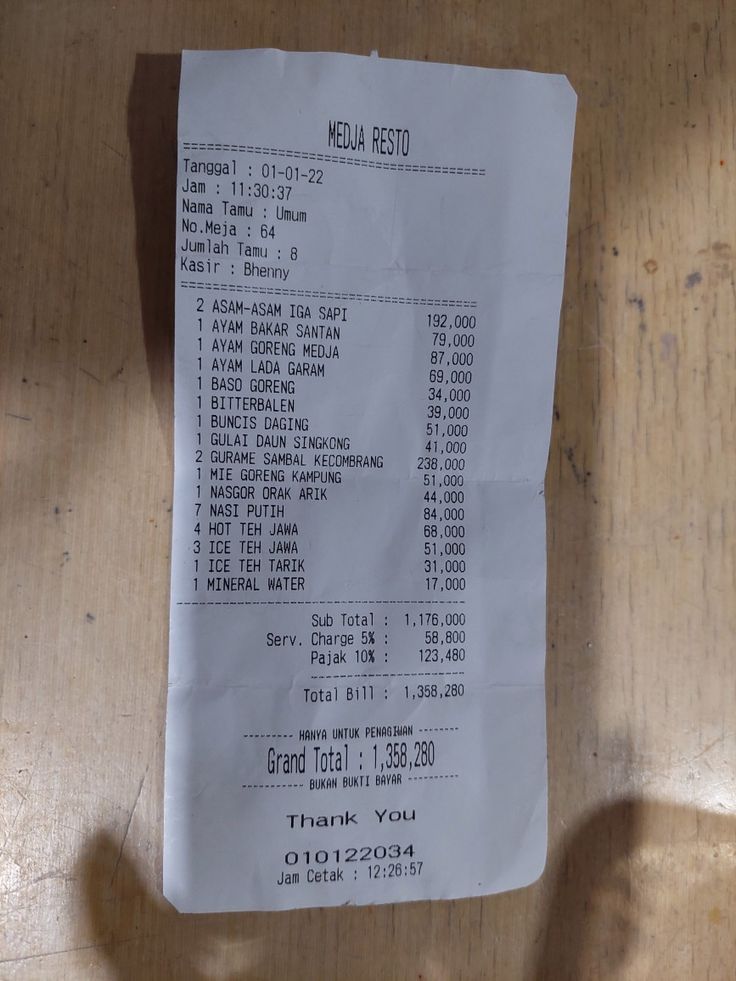 MEDJA RESTO
================================================
Tanggal : 01-01-22
Jam : 11:30:37
Nama Tamu : Umum
No.Meja : 64
Jumlah Tamu : 8
Kasir : Bhenny
================================================
2 ASAM-ASAM IGA SAPI 192,000
1 AYAM BAKAR SANTAN 79,000
1 AYAM GORENG MEDJA 87,000
1 AYAM LADA GARAM 69,000
1 BASO GORENG 34,000
1 BITTERBALEN 39,000
1 BUNCIS DAGING 51,000
1 GULAI DAUN SINGKONG 41,000
2 GURAME SAMBAL KECOMBRANG 238,000
1 MIE GORENG KAMPUNG 51,000
1 NASGOR ORAK ARIK 44,000
7 NASI PUTIH 84,000
4 HOT TEH JAWA 68,000
3 ICE TEH JAWA 51,000
1 ICE TEH TARIK 31,000
1 MINERAL WATER 17,000
------------------------------------------------
Sub Total : 1,176,000
Serv. Charge 5% : 58,800
Pajak 10% : 123,480
-------------------------
Total Bill : 1,358,280
---------- HANYA UNTUK PENAGIHAN --------
Grand Total : 1,358,280
------------ BUKAN BUKTI BAYAR ----------
Thank You
010122034
Jam Cetak : 12:26:57